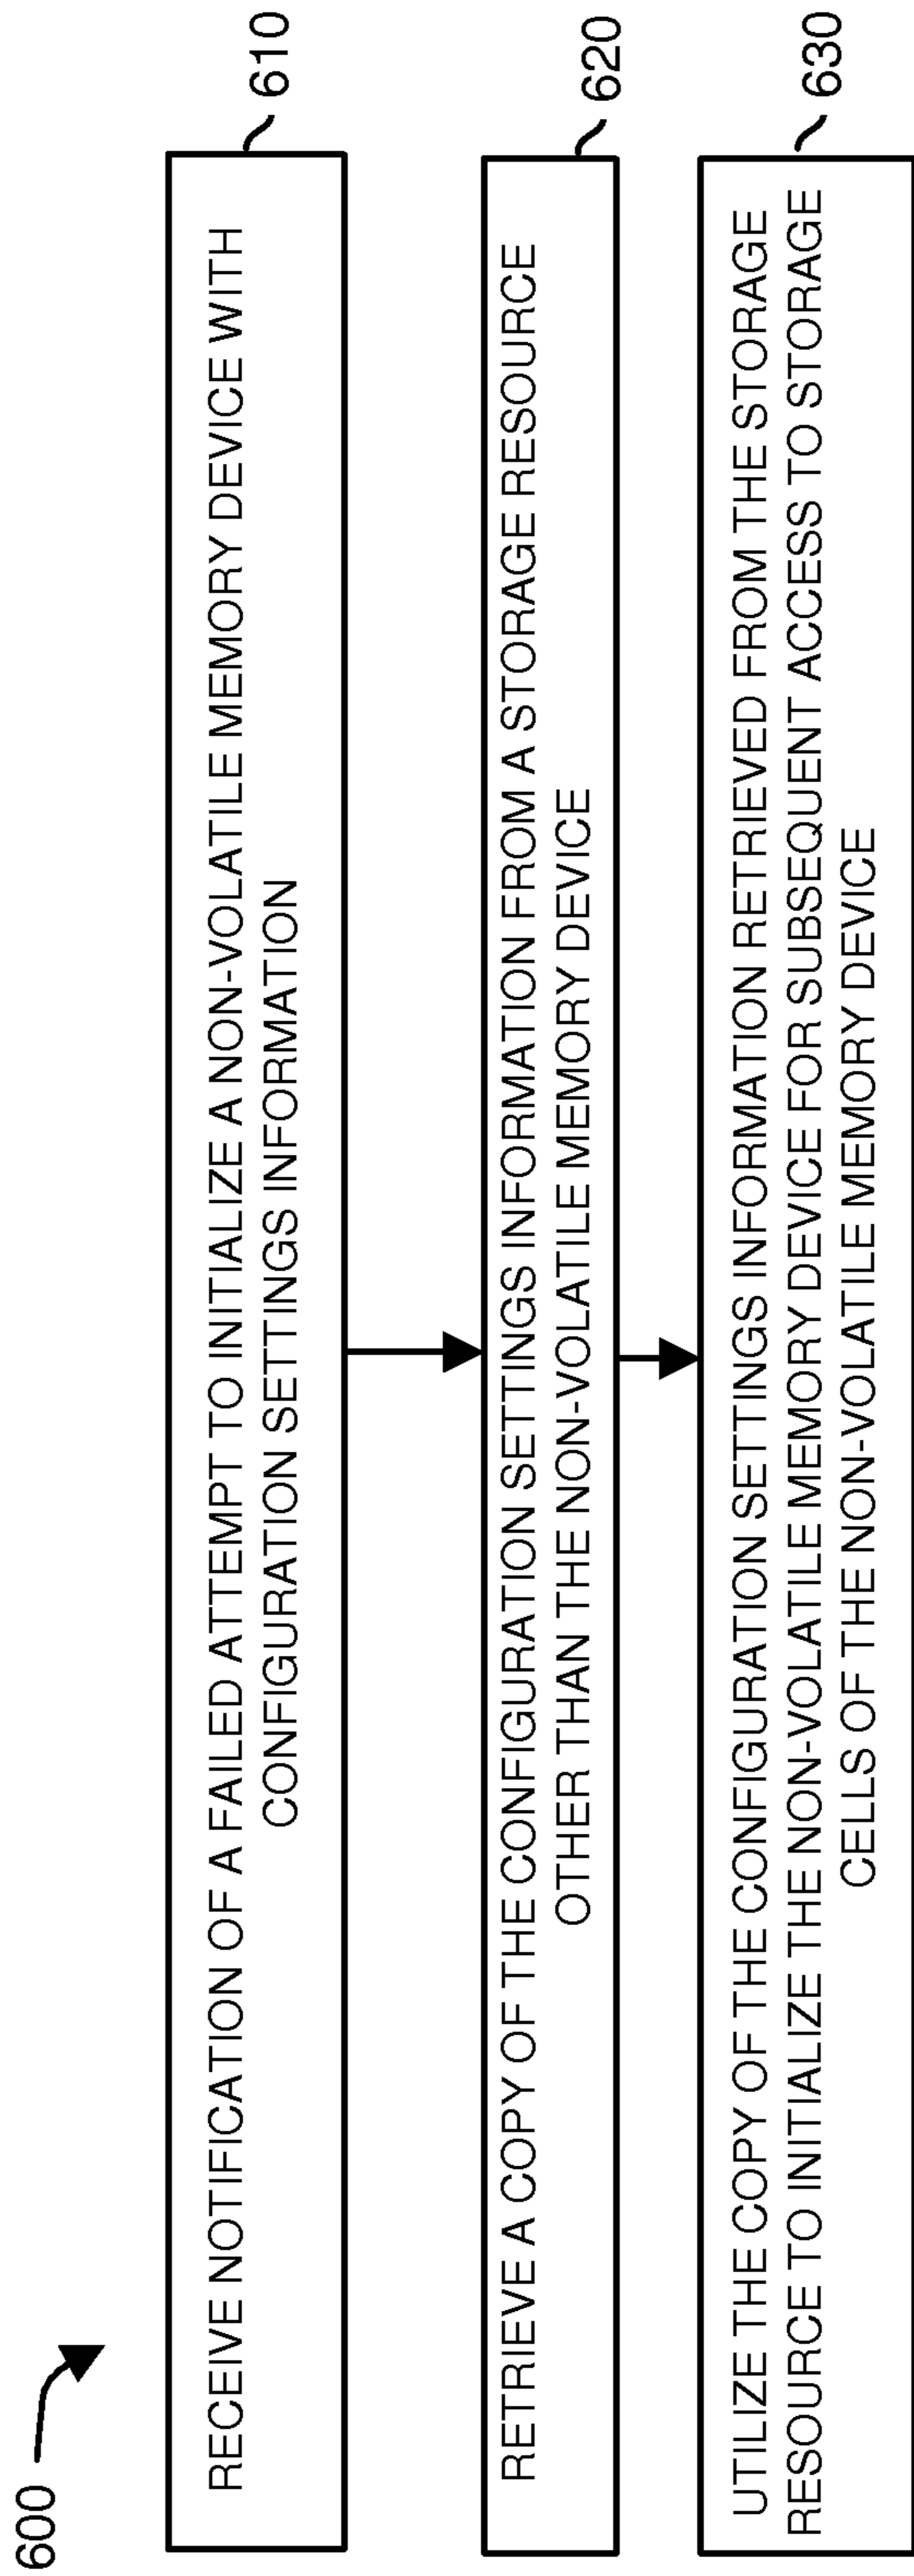 600
RECEIVE NOTIFICATION OF A FAILED ATTEMPT TO INITIALIZE A NON-VOLATILE MEMORY DEVICE WITH
CONFIGURATION SETTINGS INFORMATION
610
RETRIEVE A COPY OF THE CONFIGURATION SETTINGS INFORMATION FROM A STORAGE RESOURCE
OTHER THAN THE NON-VOLATILE MEMORY DEVICE
620
UTILIZE THE COPY OF THE CONFIGURATION SETTINGS INFORMATION RETRIEVED FROM THE STORAGE
RESOURCE TO INITIALIZE THE NON-VOLATILE MEMORY DEVICE FOR SUBSEQUENT ACCESS TO STORAGE
CELLS OF THE NON-VOLATILE MEMORY DEVICE
630